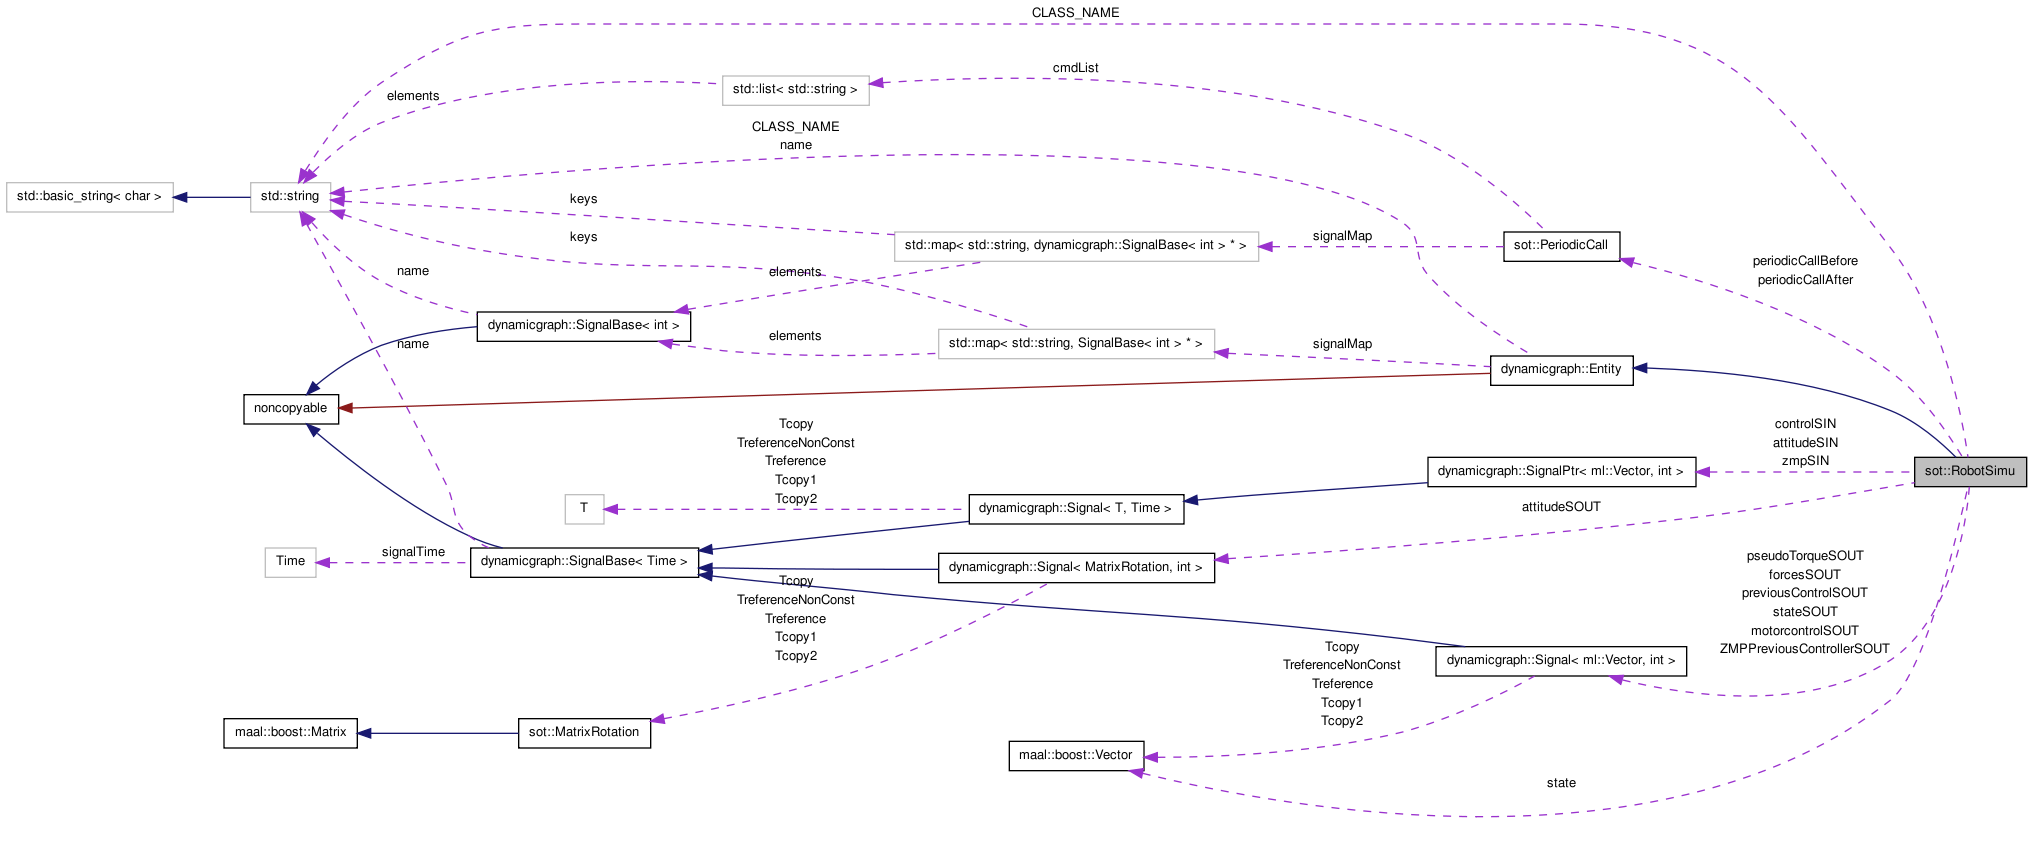 CLASS_NAME
cmdList
std::list< std::string >
elements
CLASS_NAME
name
std::basic_string< char >
std::string
keys
keys
std::map< std::string, dynamicgraph::SignalBase< int > * >
signalMap
sot::PeriodicCall
periodicCallBefore
periodicCallAfter
name
elements
dynamicgraph::SignalBase< int >
name
elements
std::map< std::string, SignalBase< int > * >
signalMap
dynamicgraph::Entity
noncopyable
Tcopy
TreferenceNonConst
Treference
Tcopy1
Tcopy2
controlSIN
attitudeSIN
zmpSIN
dynamicgraph::SignalPtr< ml::Vector, int >
sot::RobotSimu
T
dynamicgraph::Signal< T, Time >
attitudeSOUT
Time
signalTime
dynamicgraph::SignalBase< Time >
dynamicgraph::Signal< MatrixRotation, int >
Tcopy
TreferenceNonConst
Treference
Tcopy1
Tcopy2
pseudoTorqueSOUT
forcesSOUT
previousControlSOUT
stateSOUT
motorcontrolSOUT
ZMPPreviousControllerSOUT
dynamicgraph::Signal< ml::Vector, int >
Tcopy
TreferenceNonConst
Treference
Tcopy1
Tcopy2
maal::boost::Matrix
sot::MatrixRotation
maal::boost::Vector
state